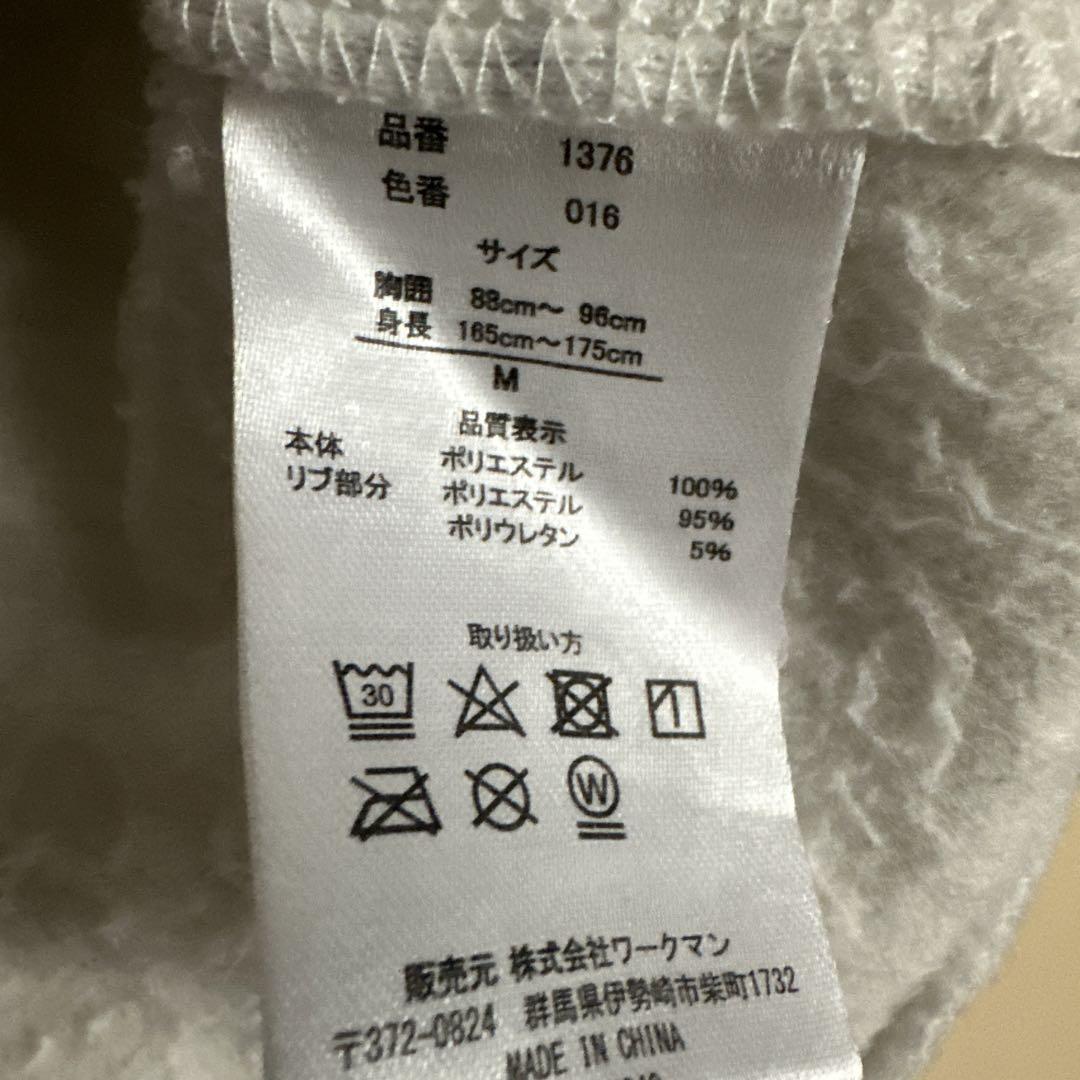 品番 1376
色番 016
サイズ
胸囲 88cm～ 96cm
身長 165cm～175cm
M
品質表示
本体 ポリエステル 100%
リブ部分 ポリエステル 95%
ポリウレタン 5%
取り扱い方
30
W
販売元 株式会社ワークマン
〒372-0824 群馬県伊勢崎市柴町1732
MADE IN CHINA